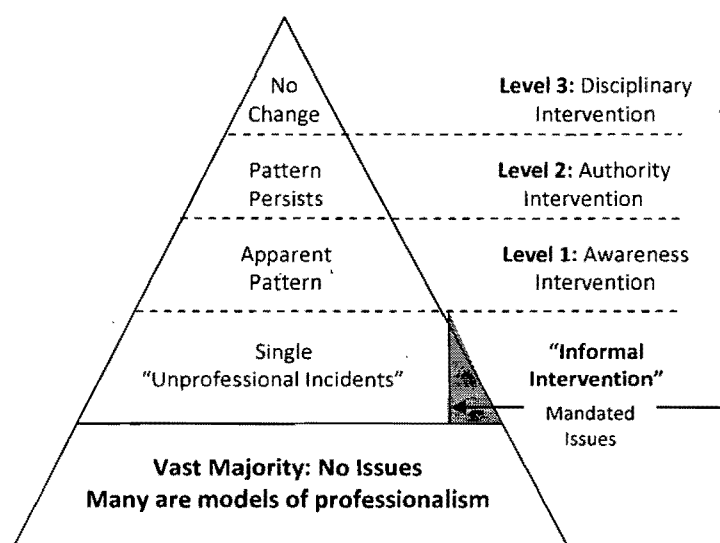 No
Change
Level 3: Disciplinary
Intervention
Pattern
Persists
Level 2: Authority
Intervention
Apparent
Pattern
Level 1: Awareness
Intervention
Single
"Unprofessional Incidents"
"Informal
Intervention"
Mandated
Issues
Vast Majority: No Issues
Many are models of professionalism